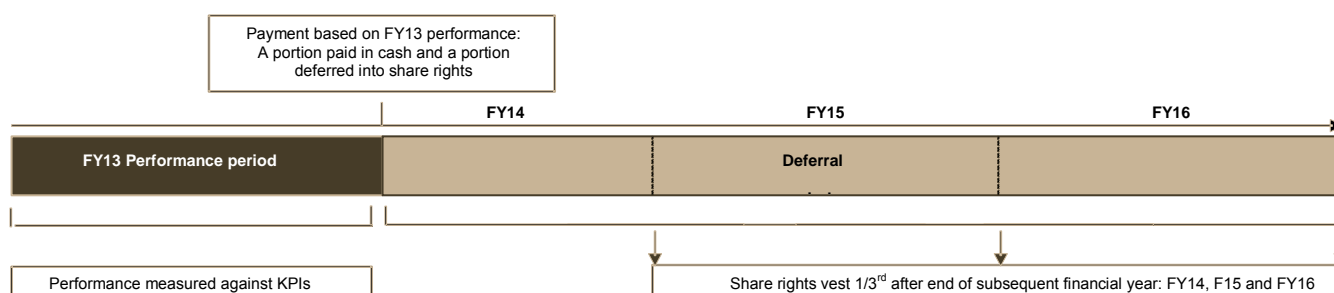 Payment based on FY13 performance:
A portion paid in cash and a portion
deferred into share rights
FY14 FY15 FY16
FY13 Performance period Deferral
Performance measured against KPIs Share rights vest 1/3rd after end of subsequent financial year: FY14, F15 and FY16